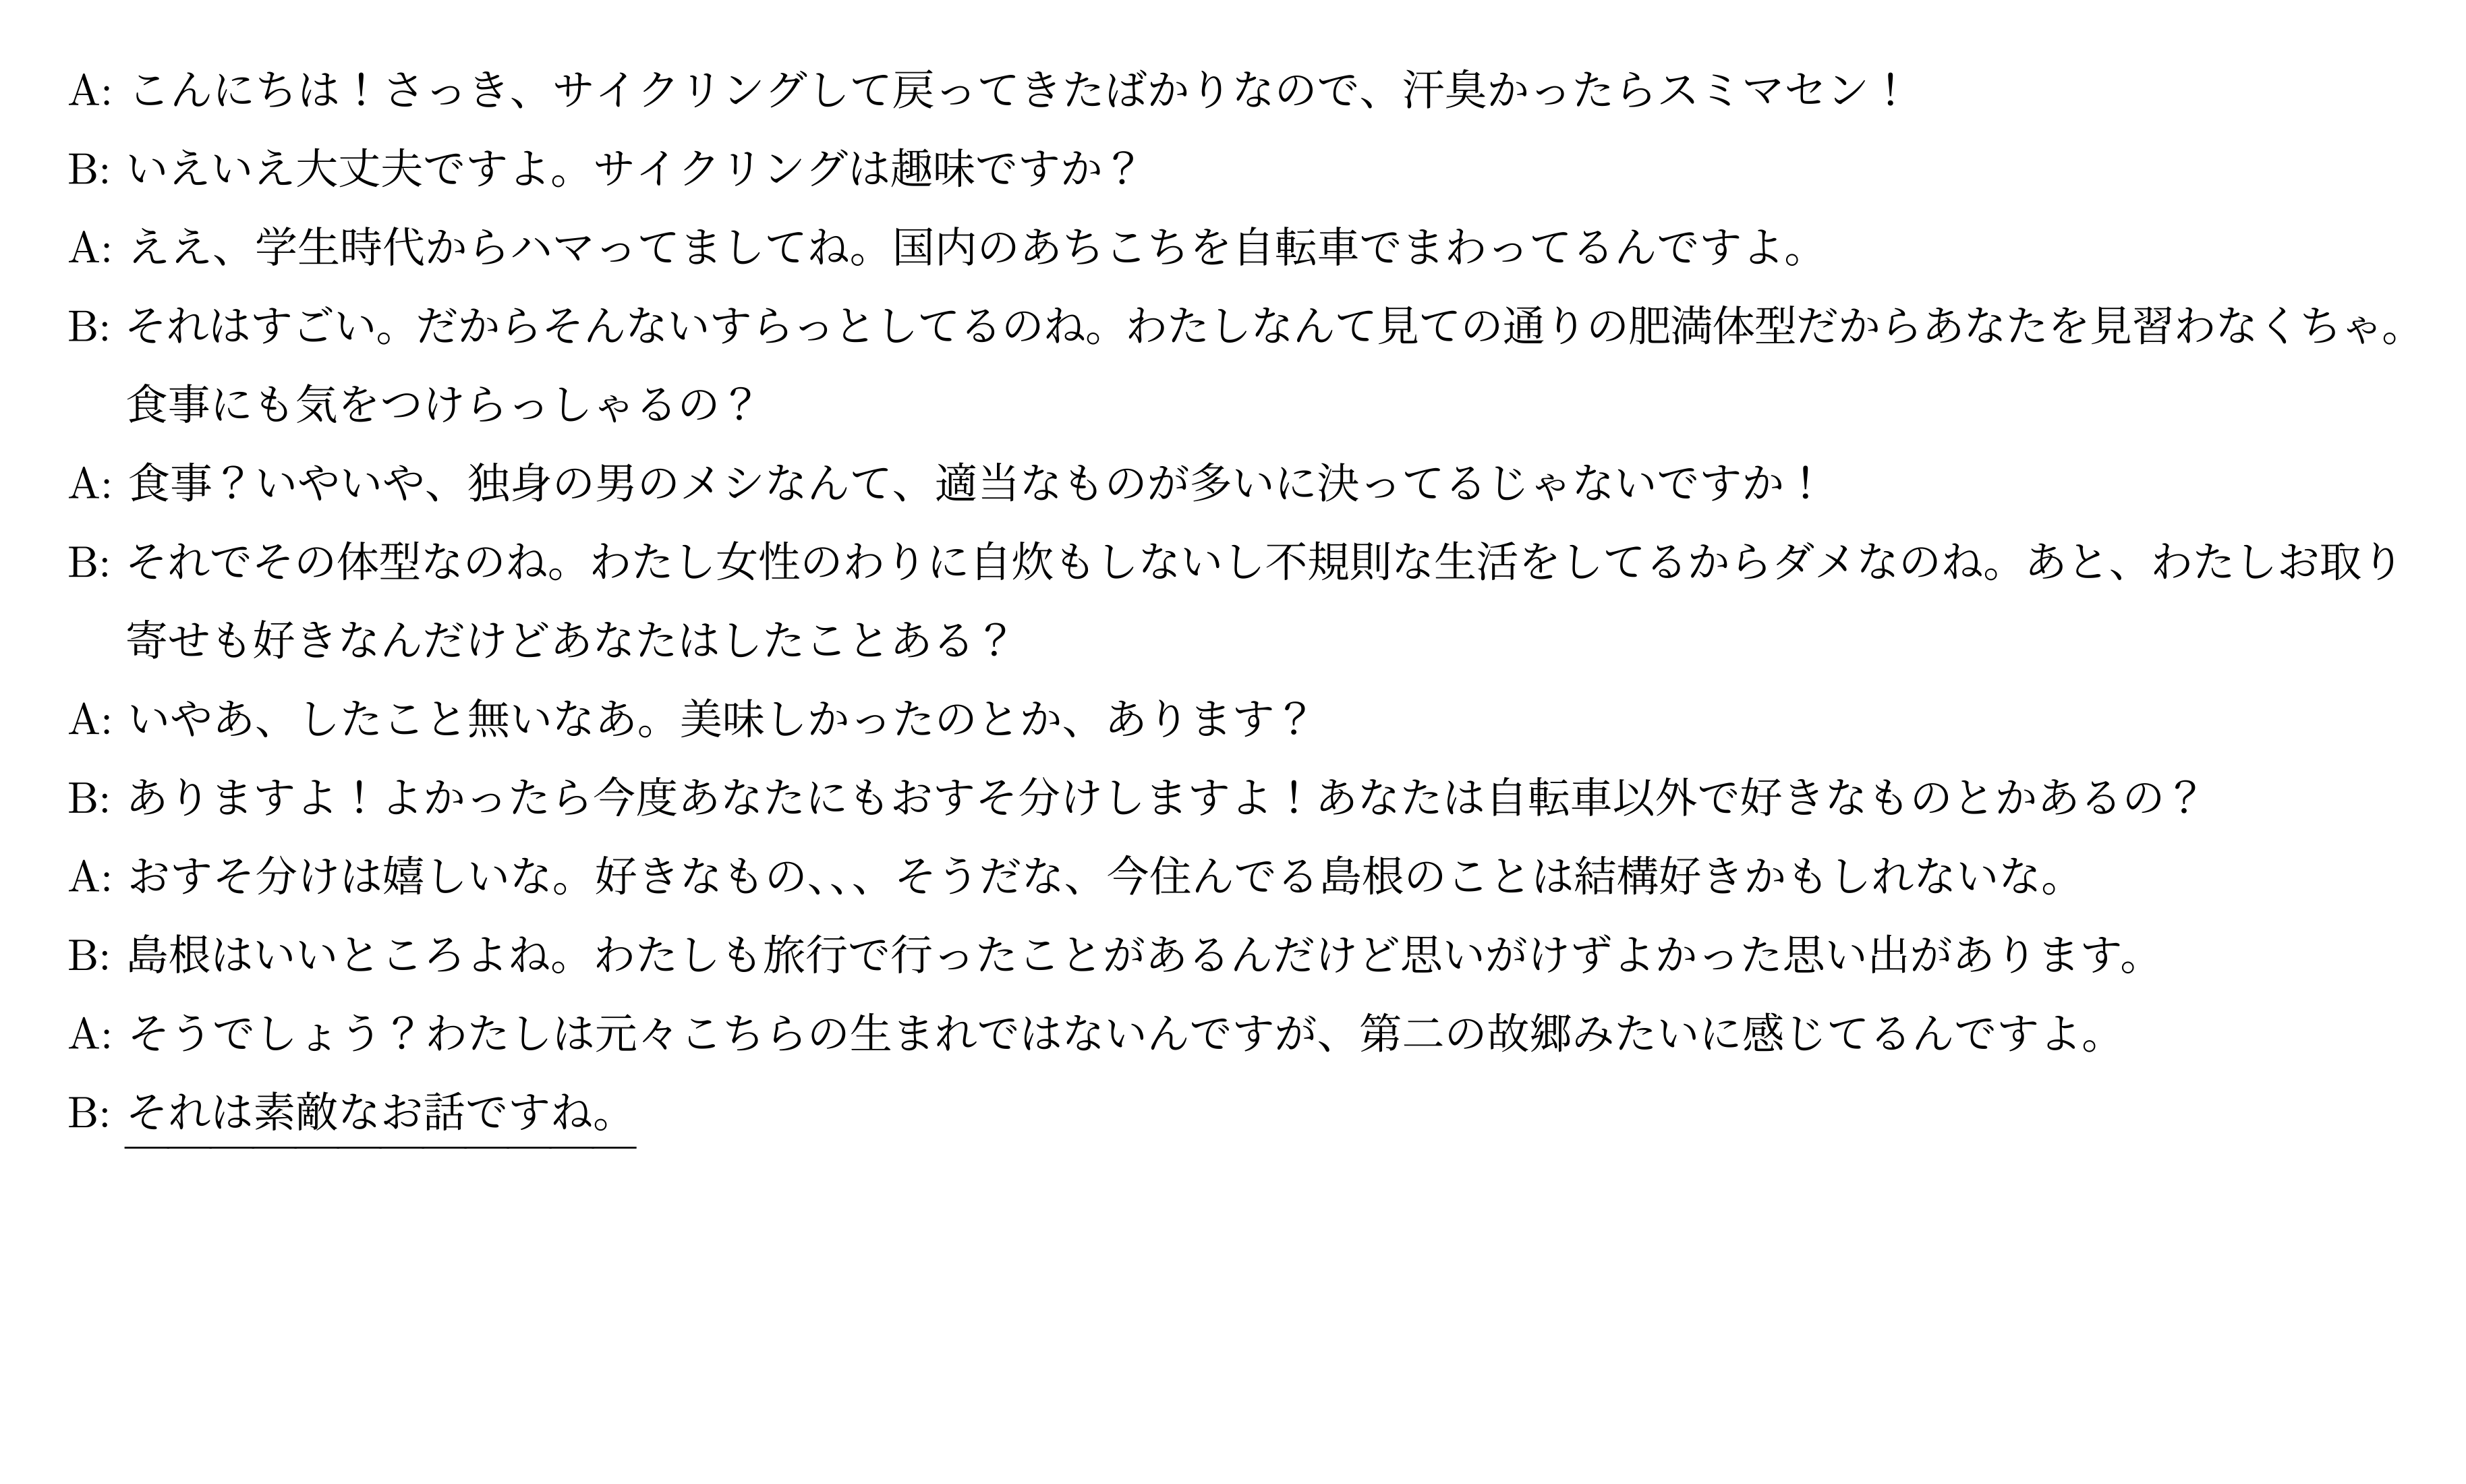 A: こんにちは！さっき、サイクリングして戻ってきたばかりなので、汗臭かったらスミマセン！
B: いえいえ大丈夫ですよ。サイクリングは趣味ですか？
A: ええ、学生時代からハマってましてね。国内のあちこちを自転車でまわってるんですよ。
B: それはすごい。だからそんないすらっとしてるのね。わたしなんて見ての通りの肥満体型だからあなたを見習わなくちゃ。
食事にも気をつけらっしゃるの？
A: 食事？いやいや、独身の男のメシなんて、適当なものが多いに決ってるじゃないですか！
B: それでその体型なのね。わたし女性のわりに自炊もしないし不規則な生活をしてるからダメなのね。あと、わたしお取り
寄せも好きなんだけどあなたはしたことある？
A: いやあ、したこと無いなあ。美味しかったのとか、あります？
B: ありますよ！よかったら今度あなたにもおすそ分けしますよ！あなたは自転車以外で好きなものとかあるの？
A: おすそ分けは嬉しいな。好きなもの、、、そうだな、今住んでる島根のことは結構好きかもしれないな。
B: 島根はいいところよね。わたしも旅行で行ったことがあるんだけど思いがけずよかった思い出があります。
A: そうでしょう？わたしは元々こちらの生まれではないんですが、第二の故郷みたいに感じてるんですよ。
B: それは素敵なお話ですね。